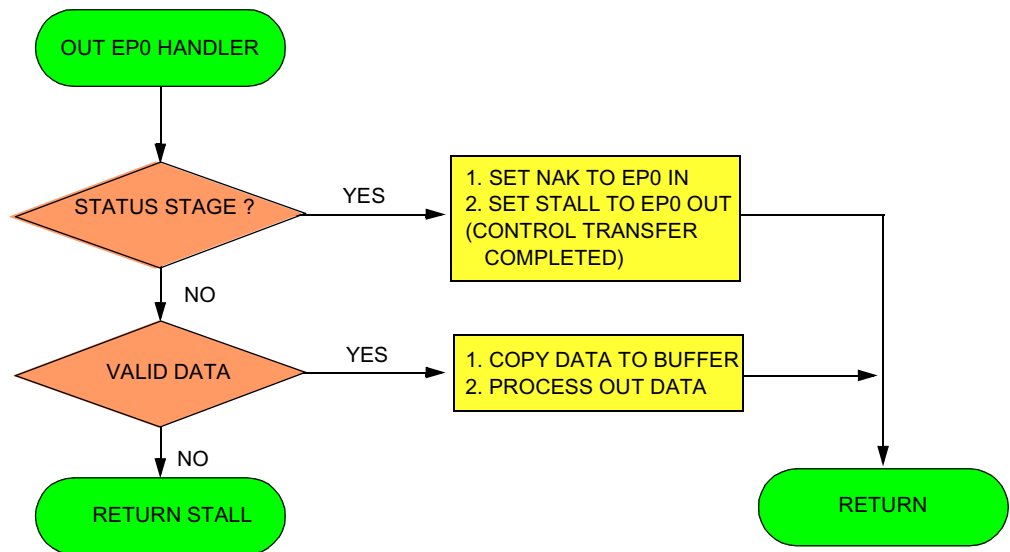 OUT EP0 HANDLER
STATUS STAGE ?
YES
1. SET NAK TO EP0 IN
2. SET STALL TO EP0 OUT
(CONTROL TRANSFER
COMPLETED)
NO
VALID DATA
YES
1. COPY DATA TO BUFFER
2. PROCESS OUT DATA
NO
RETURN STALL
RETURN